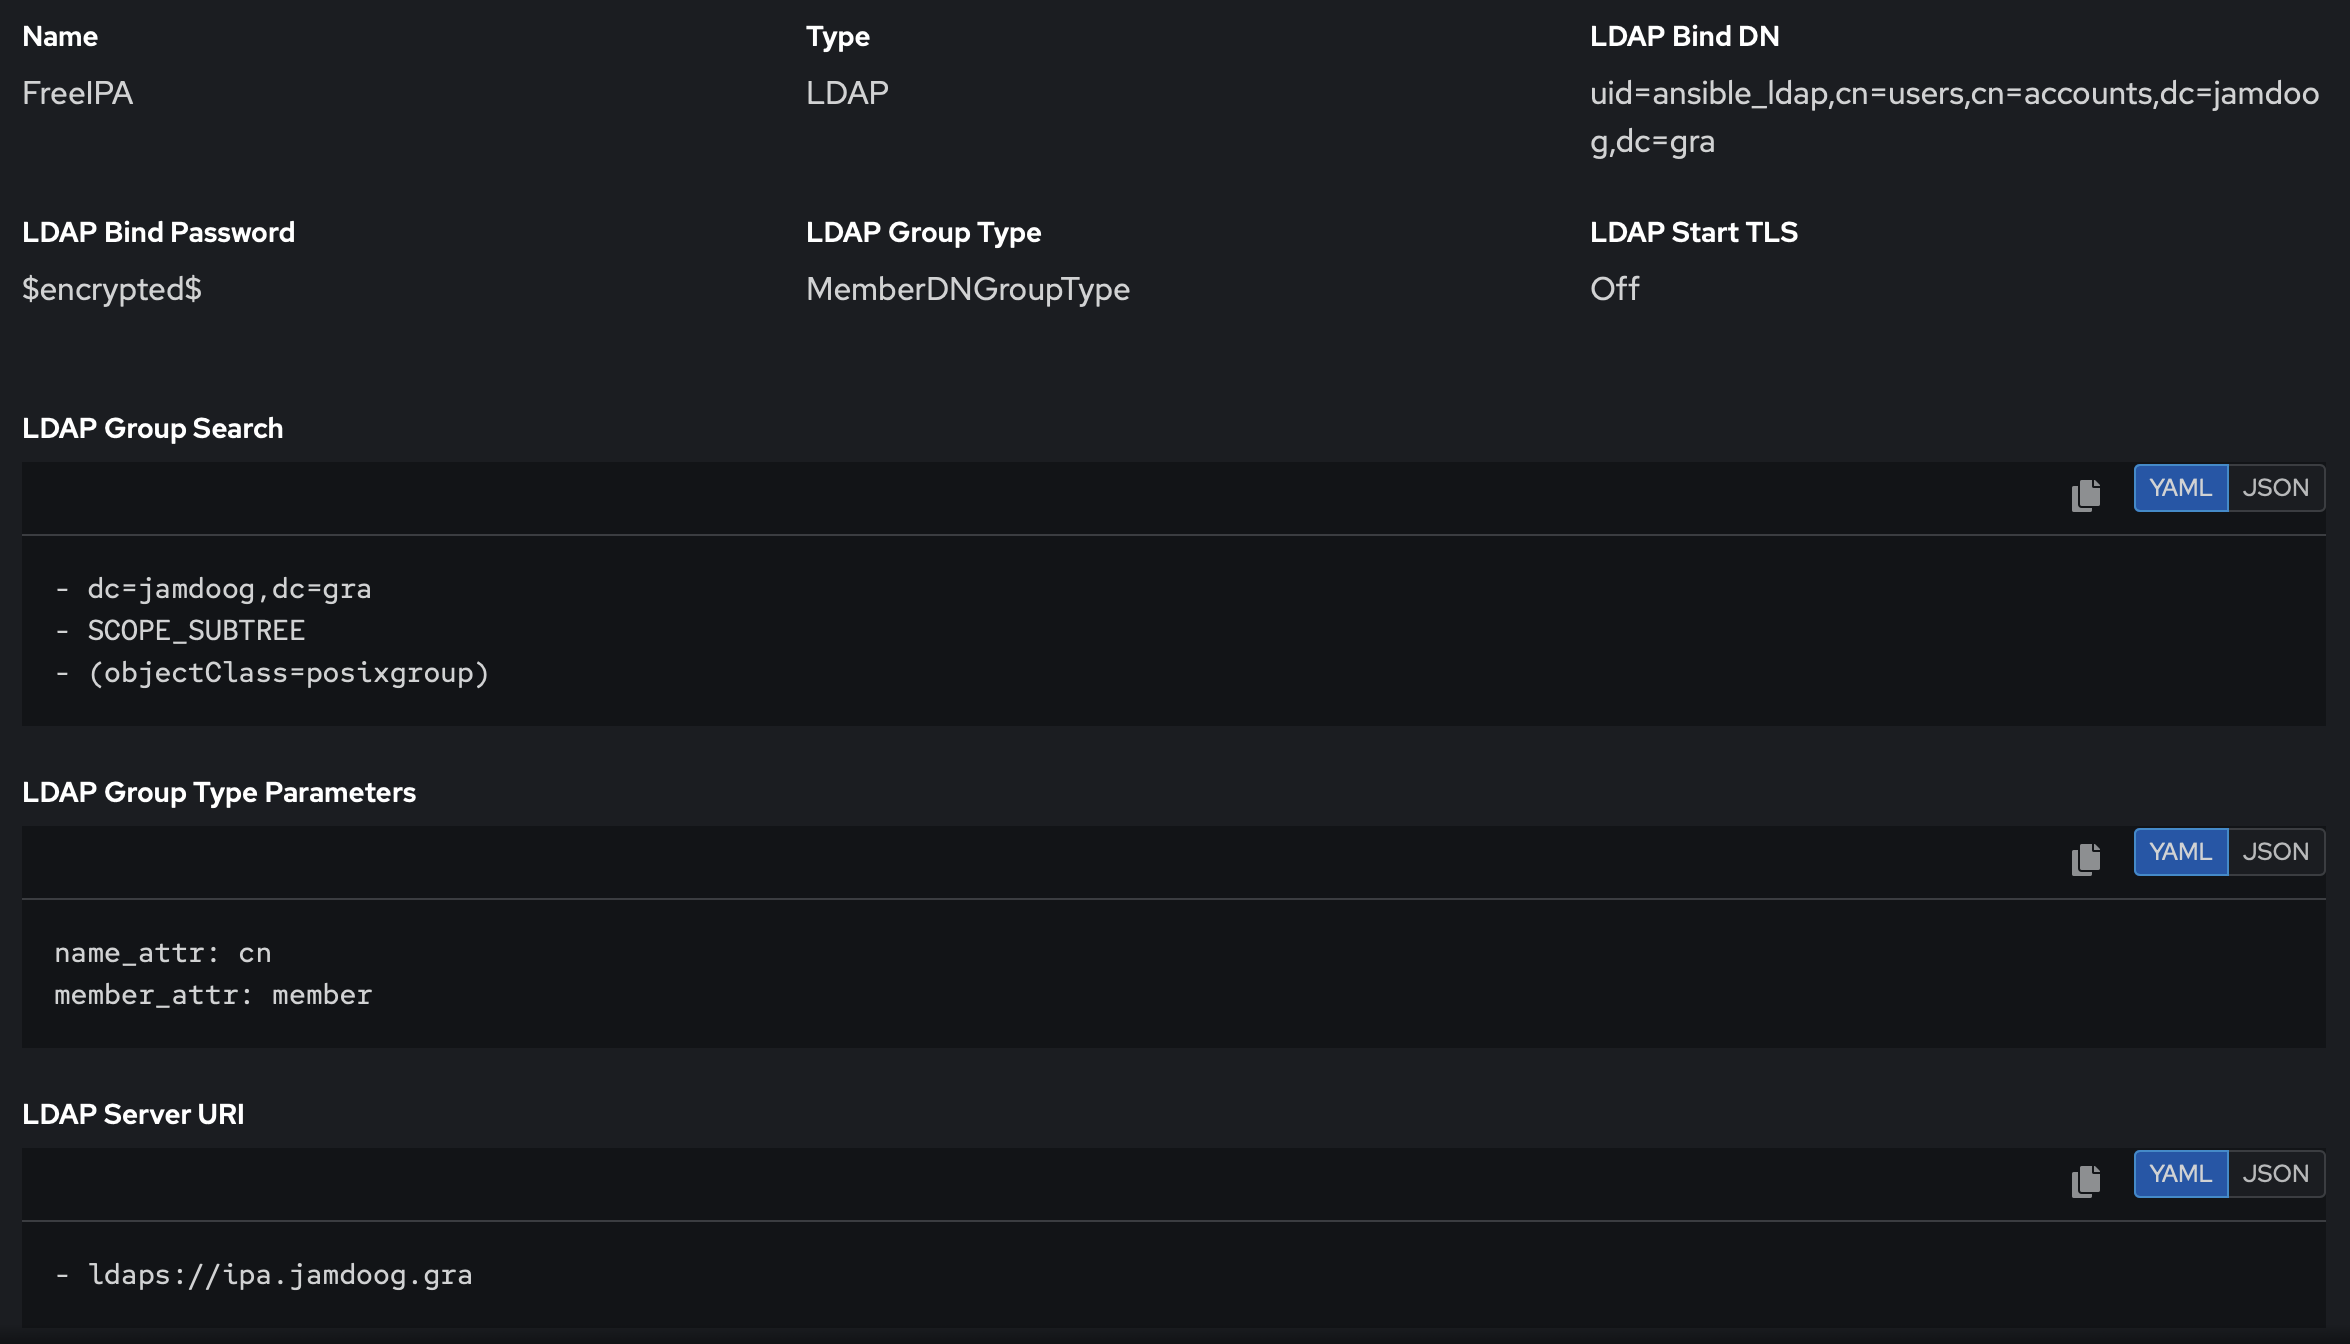 Name
FreeIPA
Type
LDAP
LDAP Bind DN
uid=ansible_ldap,cn=users,cn=accounts,dc=jamdoo
g,dc=gra
LDAP Bind Password
$encrypted$
LDAP Group Type
MemberDNGroupType
LDAP Start TLS
Off
LDAP Group Search
YAML JSON
- dc=jamdoog,dc=gra
- SCOPE_SUBTREE
- (objectClass=posixgroup)
LDAP Group Type Parameters
YAML JSON
name_attr: cn
member_attr: member
LDAP Server URI
YAML JSON
- ldaps://ipa.jamdoog.gra